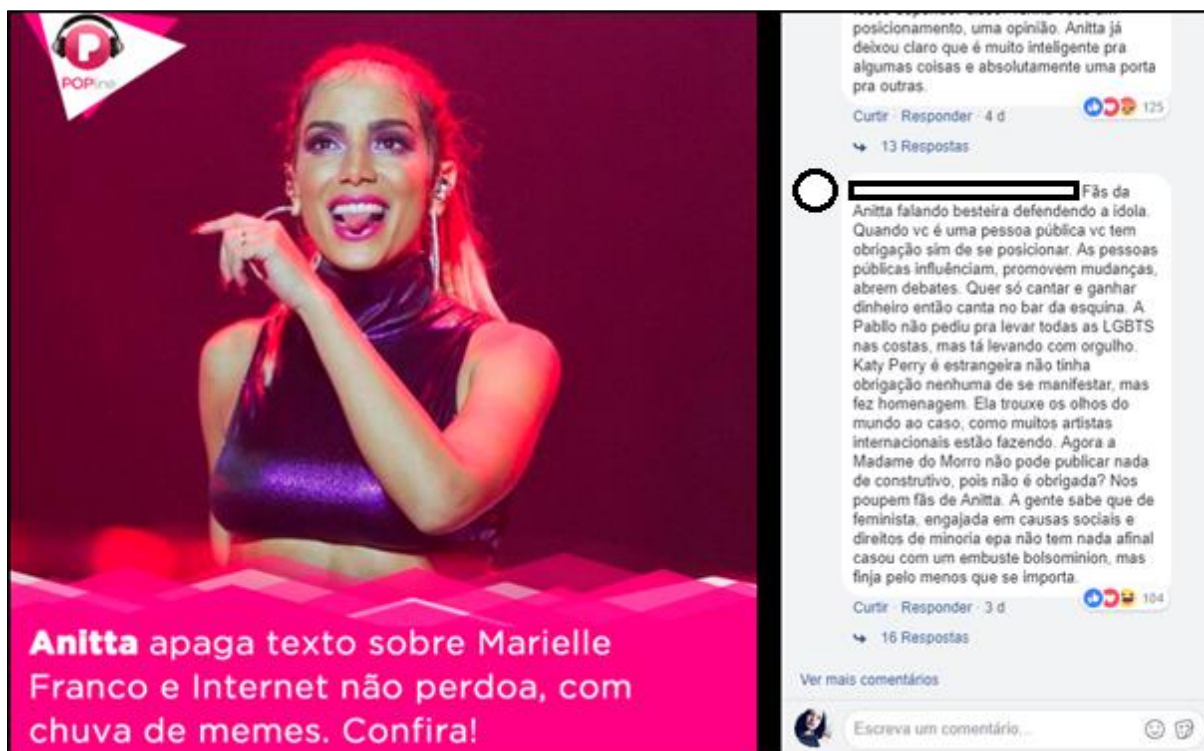 POPline
Anitta apaga texto sobre Marielle
Franco e Internet não perdoa, com
chuva de memes. Confira!
posicionamento, uma opinião. Anitta já
deixou claro que é muito inteligente pra
algumas coisas e absolutamente uma porta
pra outras.
Curtir · Responder · 4 d
125
13 Respostas
Fãs da
Anitta falando besteira defendendo a idola.
Quando vc é uma pessoa pública vc tem
obrigação sim de se posicionar. As pessoas
públicas influênciam, promovem mudanças,
abrem debates. Quer só cantar e ganhar
dinheiro então canta no bar da esquina. A
Pabllo não pediu pra levar todas as LGBTS
nas costas, mas tá levando com orgulho.
Katy Perry é estrangeira não tinha
obrigação nenhuma de se manifestar, mas
fez homenagem. Ela trouxe os olhos do
mundo ao caso, como muitos artistas
internacionais estão fazendo. Agora a
Madame do Morro não pode publicar nada
de construtivo, pois não é obrigada? Nos
poupem fãs de Anitta. A gente sabe que de
feminista, engajada em causas sociais e
direitos de minoria epa não tem nada afinal
casou com um embuste bolsominion, mas
finja pelo menos que se importa.
Curtir · Responder · 3 d
104
16 Respostas
Ver mais comentários
Escreva um comentário...